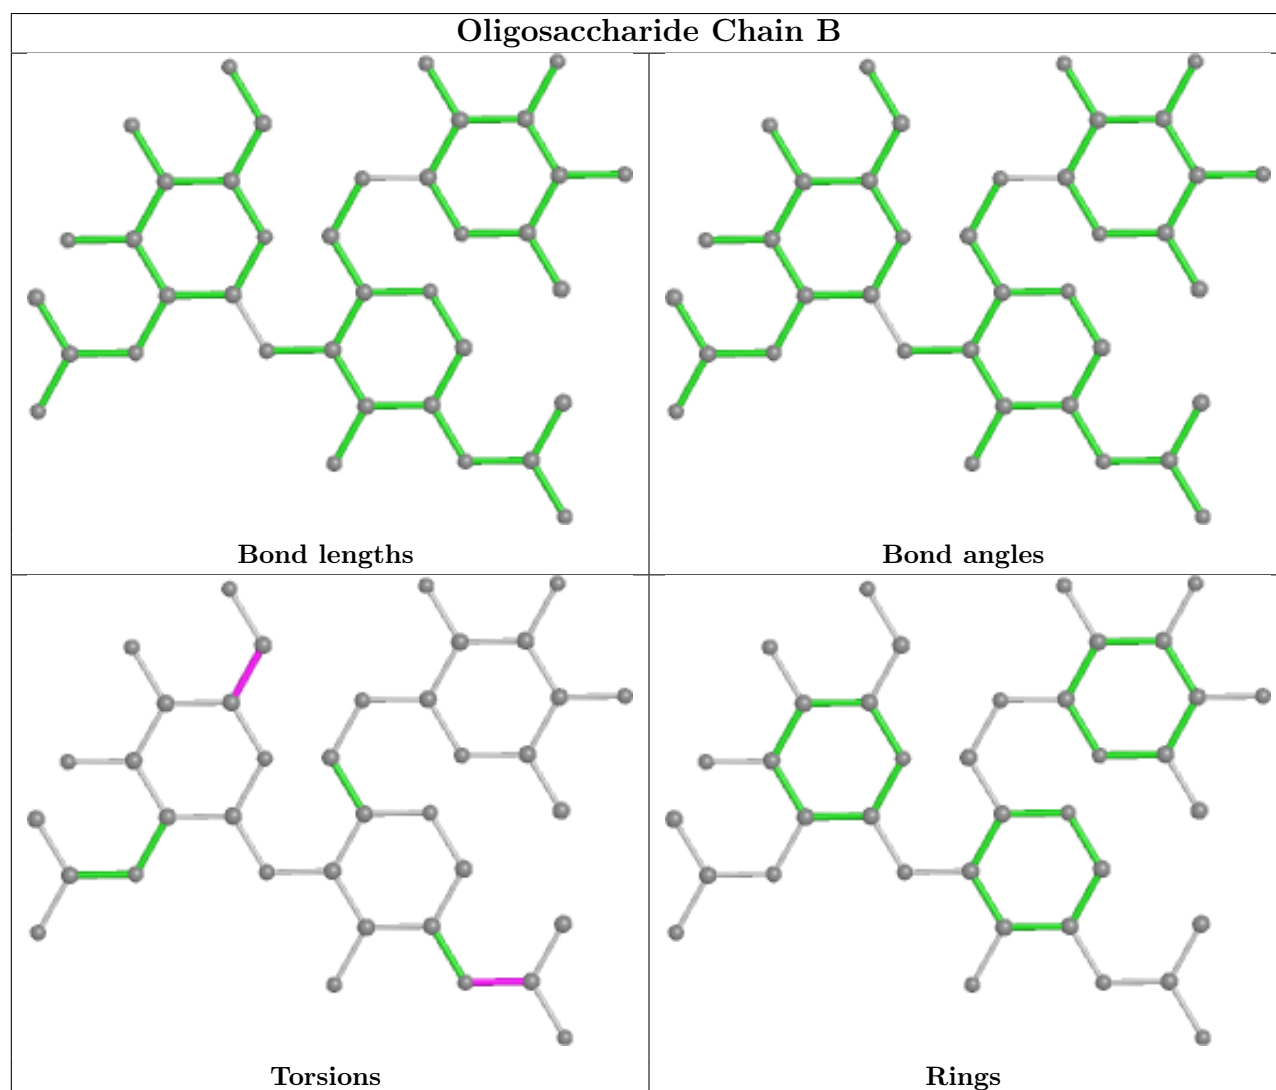 Oligosaccharide Chain B
Bond lengths
Bond angles
Torsions
Rings